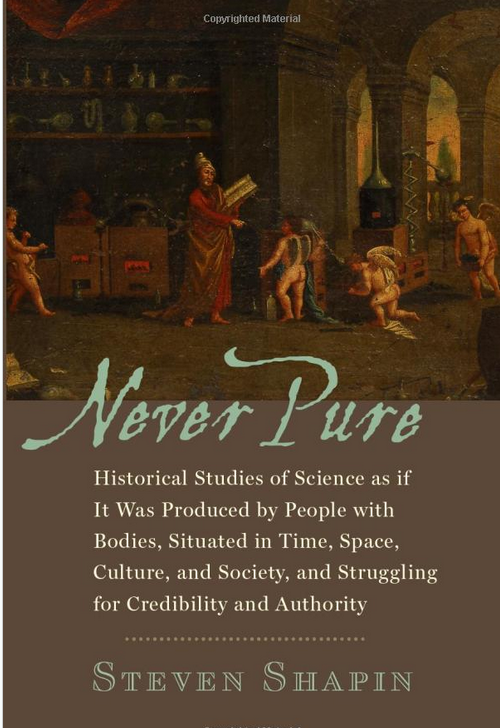 Copyrighted Material
Never Pure
Historical Studies of Science as if
It Was Produced by People with
Bodies, Situated in Time, Space,
Culture, and Society, and Struggling
for Credibility and Authority
STEVEN SHAPIN